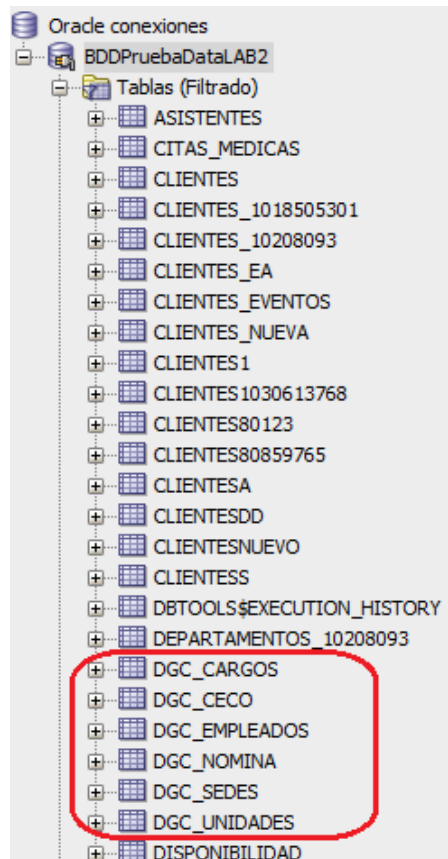 Oracle conexiones
BDDPruebaDataLAB2
Tablas (Filtrado)
ASISTENTES
CITAS_MEDICAS
CLIENTES
CLIENTES_1018505301
CLIENTES_10208093
CLIENTES_EA
CLIENTES_EVENTOS
CLIENTES_NUEVA
CLIENTES1
CLIENTES1030613768
CLIENTES80123
CLIENTES80859765
CLIENTESA
CLIENTESDD
CLIENTESNUEVO
CLIENTESS
DBTOOLS$EXECUTION_HISTORY
DEPARTAMENTOS_10208093
DGC_CARGOS
DGC_CECO
DGC_EMPLEADOS
DGC_NOMINA
DGC_SEDES
DGC_UNIDADES
DISPONIBILIDAD